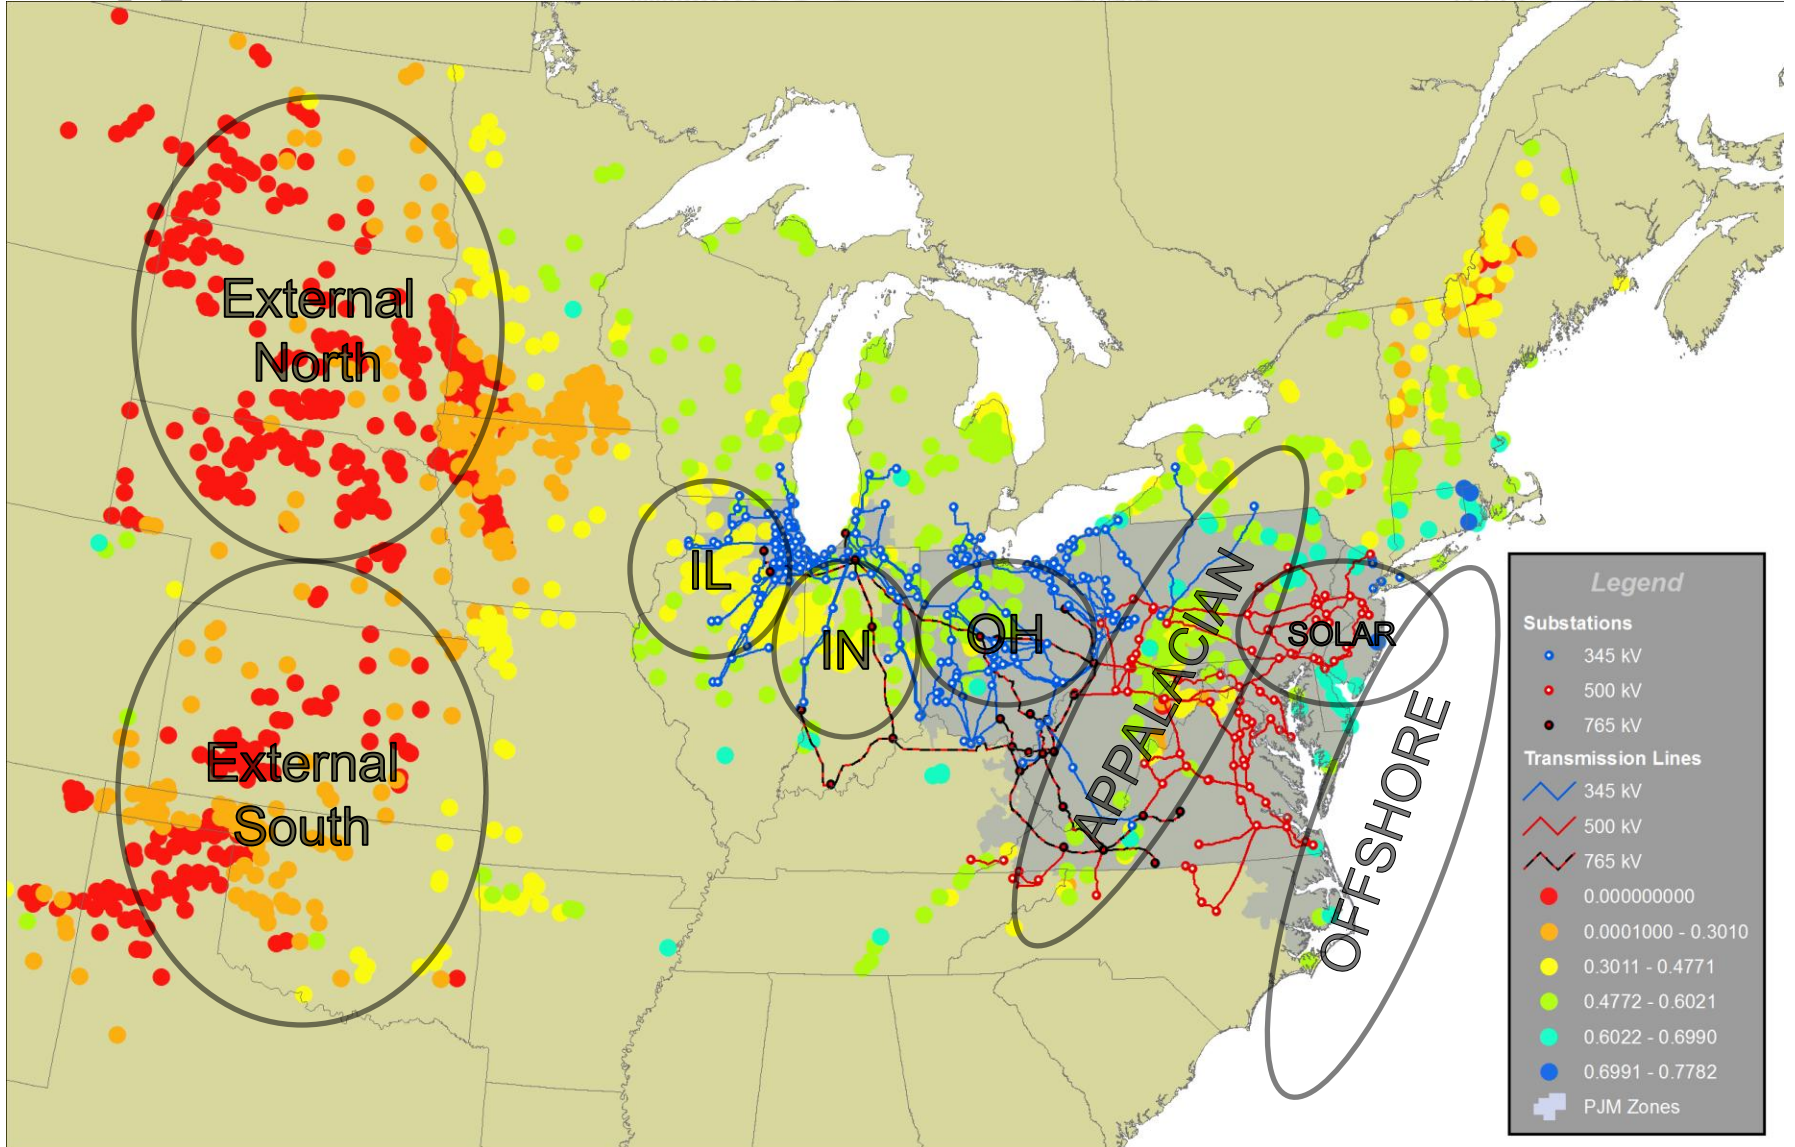 External
North
External
South
IL
IN
OH
APPALACIAN
SOLAR
OFFSHORE
Legend
Substations
345 kV
500 kV
765 kV
Transmission Lines
345 kV
500 kV
765 kV
0.000000000
0.0001000 - 0.3010
0.3011 - 0.4771
0.4772 - 0.6021
0.6022 - 0.6990
0.6991 - 0.7782
PJM Zones